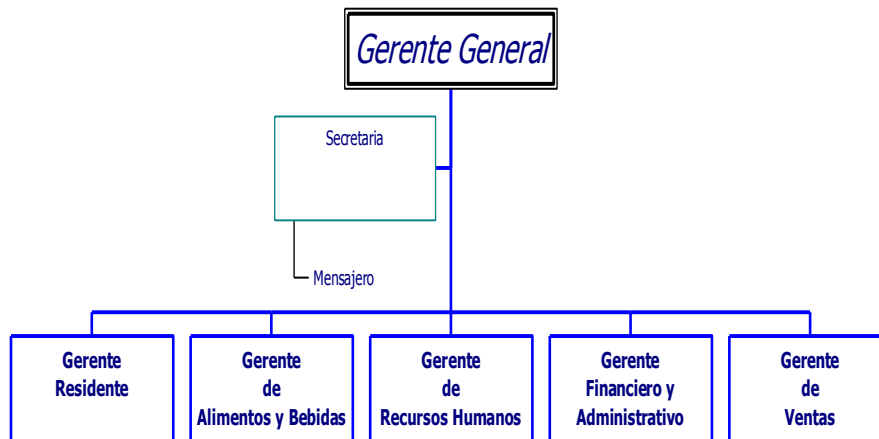 Gerente General
Secretaria
Mensajero
Gerente
Residente
Gerente
de
Alimentos y Bebidas
Gerente
de
Recursos Humanos
Gerente
Financiero y
Administrativo
Gerente
de
Ventas